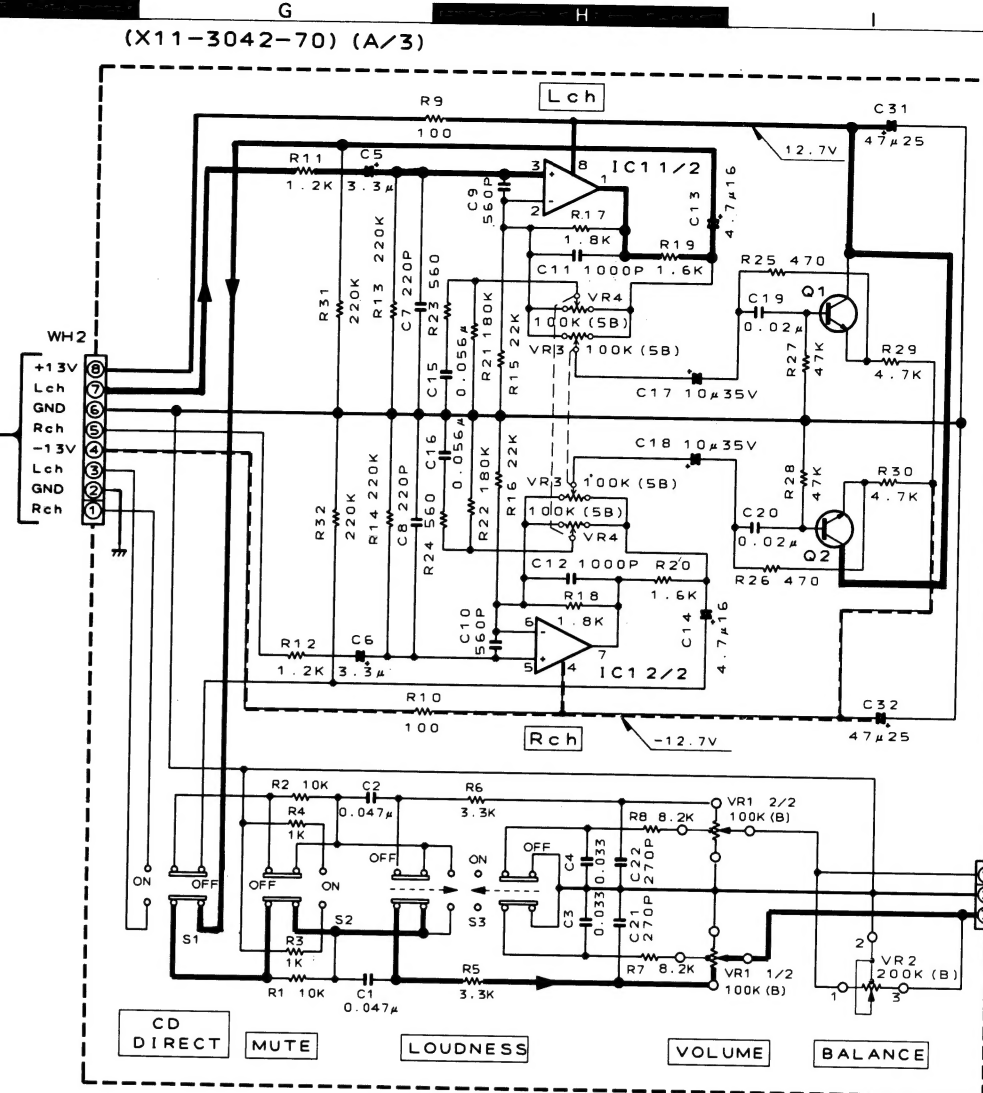 G
H
I
(X11-3042-70) (A/3)
Lch
R9
100
C31
47μ25
12.7V
R11
1.2K
C5
3.3μ
C9
560P
3
2
8
1
+
-
IC1 1/2
R17
1.8K
C13
4.7μ16
R19
1.6K
C11 1000P
R25 470
C19
0.02μ
Q1
R27
47K
R29
4.7K
R31
220K
R13 220K
C7 220P
R23 560
C15
0.056μ
R21 180K
R15 22K
VR4
100K (5B)
VR3
100K (5B)
C17 10μ35V
WH2
+13V
8
Lch
7
GND
6
Rch
5
-13V
4
Lch
3
GND
2
Rch
1
R32
220K
R14 220K
C8 220P
R24 560
C16
0.056μ
R22 180K
R16 22K
VR3
100K (5B)
100K (5B)
VR4
C18 10μ35V
R28
47K
R30
4.7K
C20
0.02μ
Q2
R26 470
C12 1000P
R20
1.6K
R18
1.8K
C10
560P
6
5
-
+
4
7
IC1 2/2
C14
4.7μ16
R12
1.2K
C6
3.3μ
R10
100
Rch
-12.7V
C32
47μ25
R2 10K
R4
1K
C2
0.047μ
R6
3.3K
R8 8.2K
VR1 2/2
100K (B)
C4
0.033
C22
270P
ON
OFF
OFF
ON
OFF
ON
OFF
S1
S2
S3
C3
0.033
C21
270P
R3
1K
R1 10K
C1
0.047μ
R5
3.3K
R7 8.2K
VR1 1/2
100K (B)
2
VR2
200K (B)
1
3
CD
DIRECT
MUTE
LOUDNESS
VOLUME
BALANCE